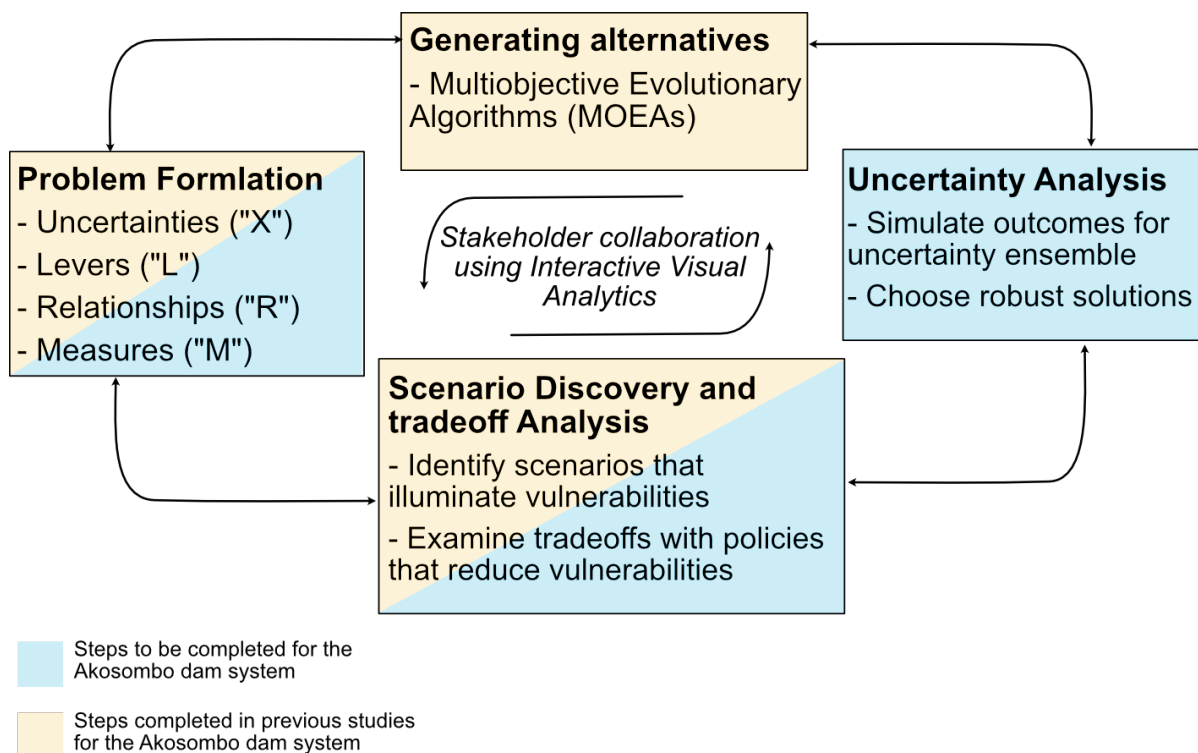 Generating alternatives
- Multiobjective Evolutionary
Algorithms (MOEAs)
Problem Formlation
- Uncertainties ("X")
- Levers ("L")
- Relationships ("R")
- Measures ("M")
Stakeholder collaboration
using Interactive Visual
Analytics
Uncertainty Analysis
- Simulate outcomes for
uncertainty ensemble
- Choose robust solutions
Scenario Discovery and
tradeoff Analysis
- Identify scenarios that
illuminate vulnerabilities
- Examine tradeoffs with policies
that reduce vulnerabilities
Steps to be completed for the
Akosombo dam system
Steps completed in previous studies
for the Akosombo dam system